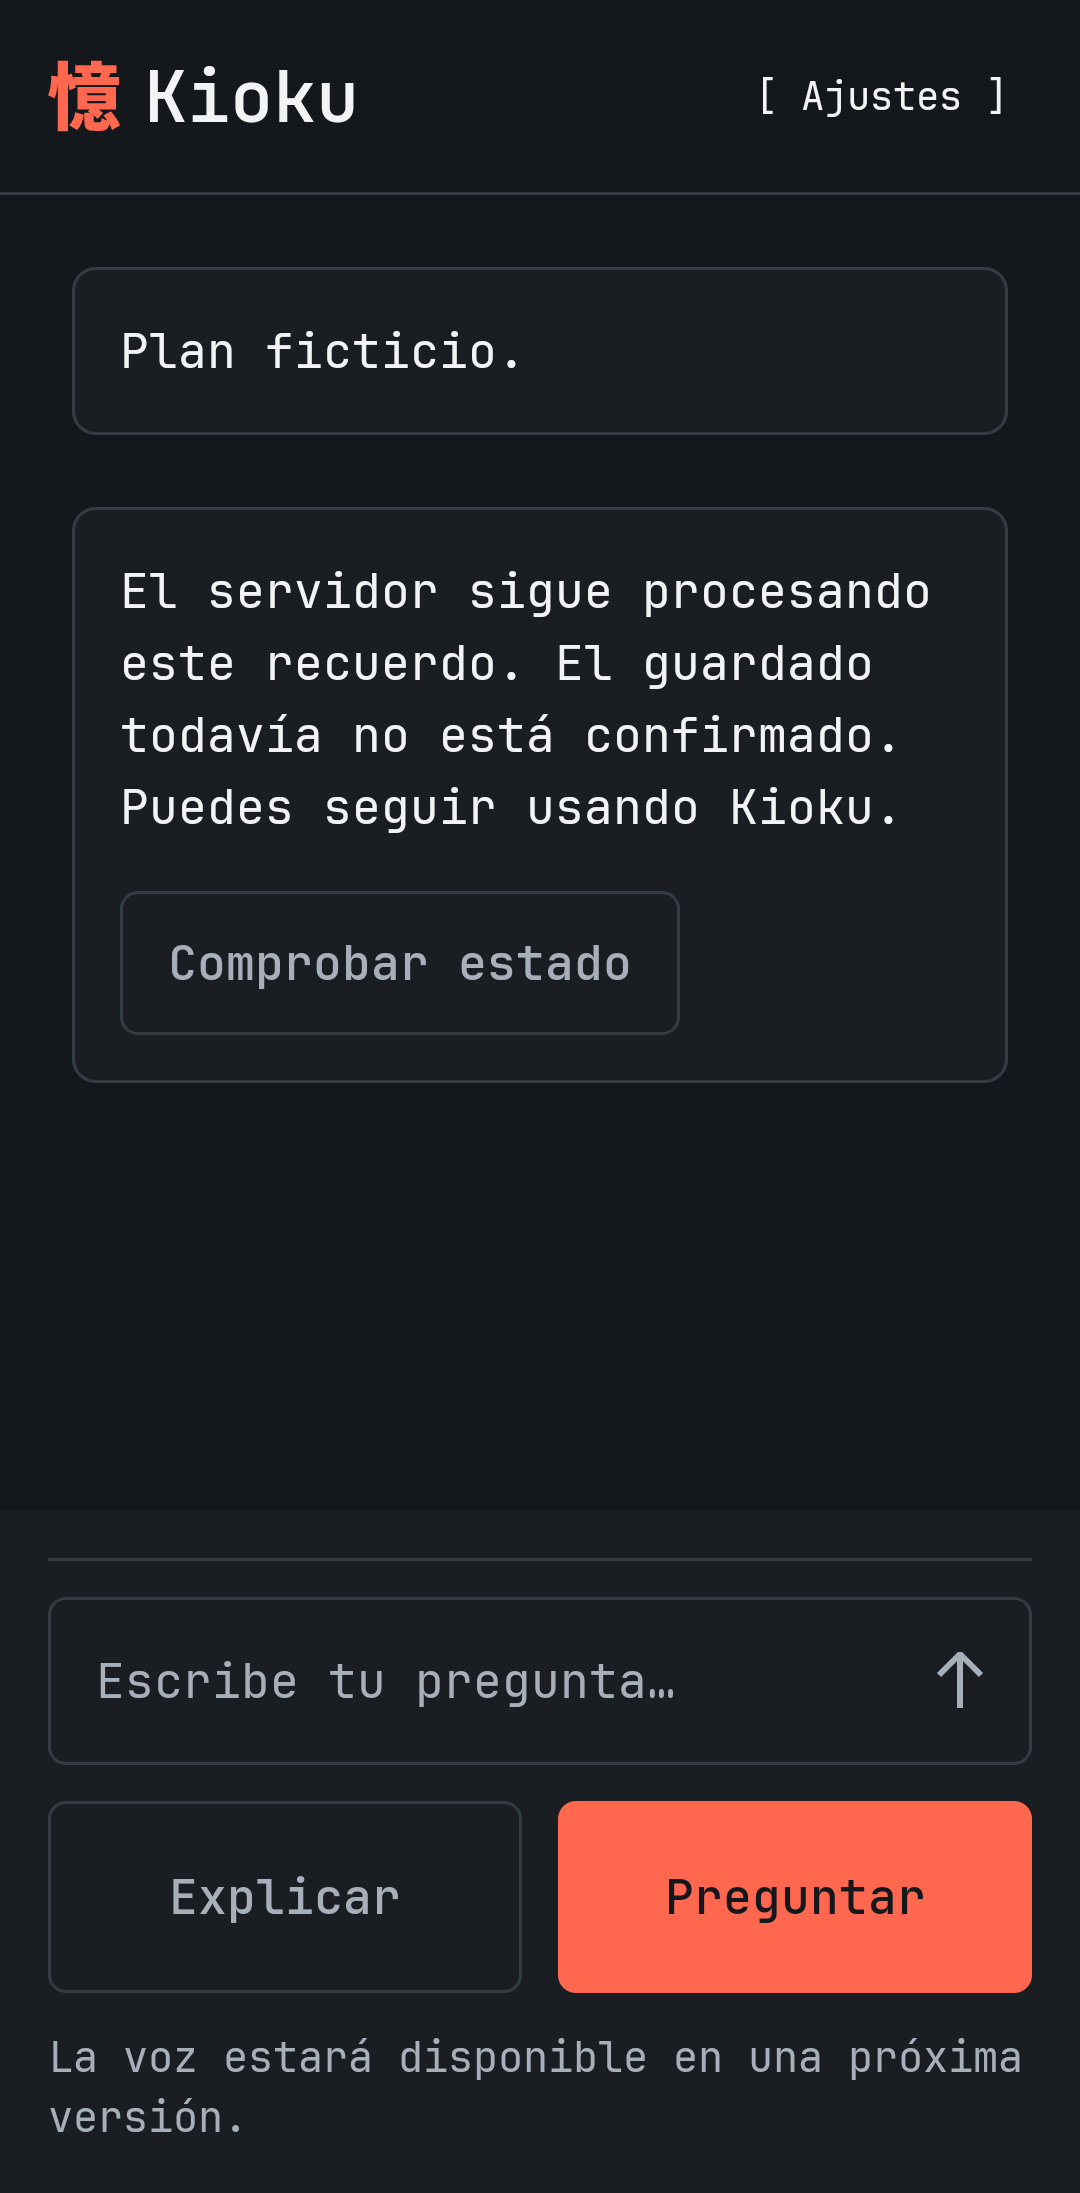 憶 Kioku
[ Ajustes ]
Plan ficticio.
El servidor sigue procesando
este recuerdo. El guardado
todavía no está confirmado.
Puedes seguir usando Kioku.
Comprobar estado
Escribe tu pregunta…
Explicar
Preguntar
La voz estará disponible en una próxima
versión.